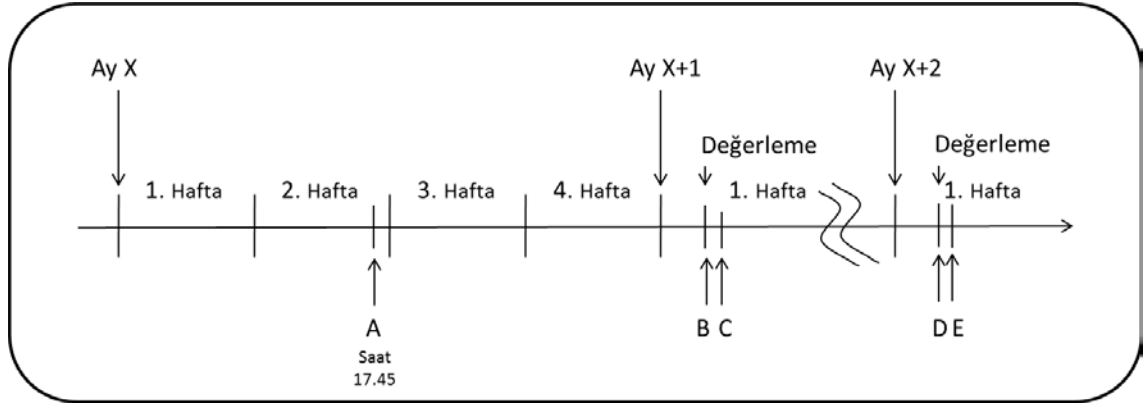 Ay X
Ay X+1
Ay X+2
Değerleme
Değerleme
1. Hafta
2. Hafta
3. Hafta
4. Hafta
1. Hafta
1. Hafta
A
B
C
D
E
Saat
17.45